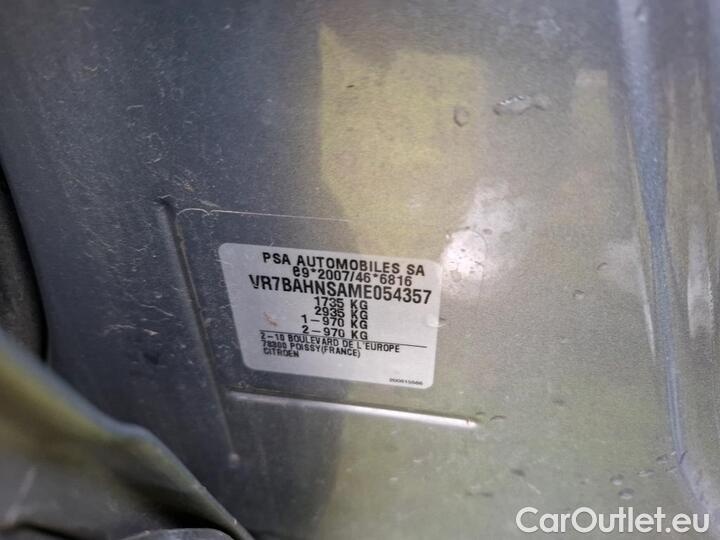 PSA AUTOMOBILES SA
e9*2007/46*6816
VR7BAHNSAME054357
1735 KG
2935 KG
1-970 KG
2-970 KG
2-10 BOULEVARD DE L'EUROPE
78300 POISSY(FRANCE)
CITROEN
CarOutlet.eu